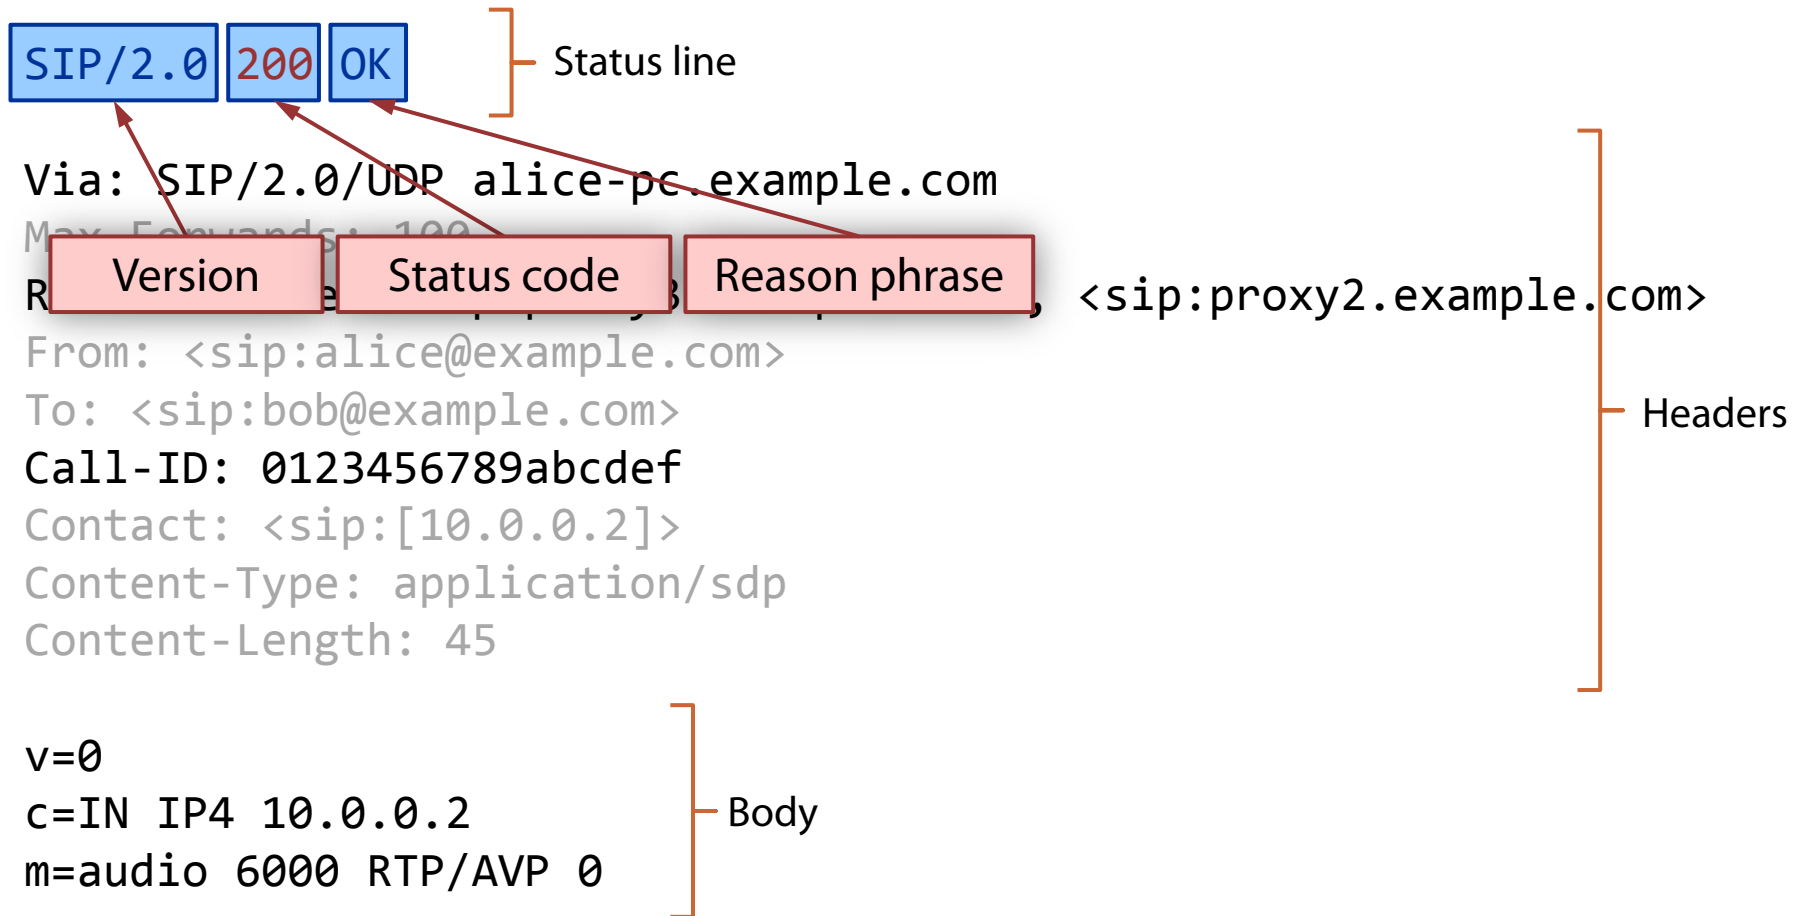 SIP/2.0 200 OK
Status line
Via: SIP/2.0/UDP alice-pc.example.com
Max-Forwards: 100
Version
Status code
Reason phrase
, <sip:proxy2.example.com>
From: <sip:alice@example.com>
To: <sip:bob@example.com>
Call-ID: 0123456789abcdef
Headers
Contact: <sip:[10.0.0.2]>
Content-Type: application/sdp
Content-Length: 45
v=0
c=IN IP4 10.0.0.2
Body
m=audio 6000 RTP/AVP 0